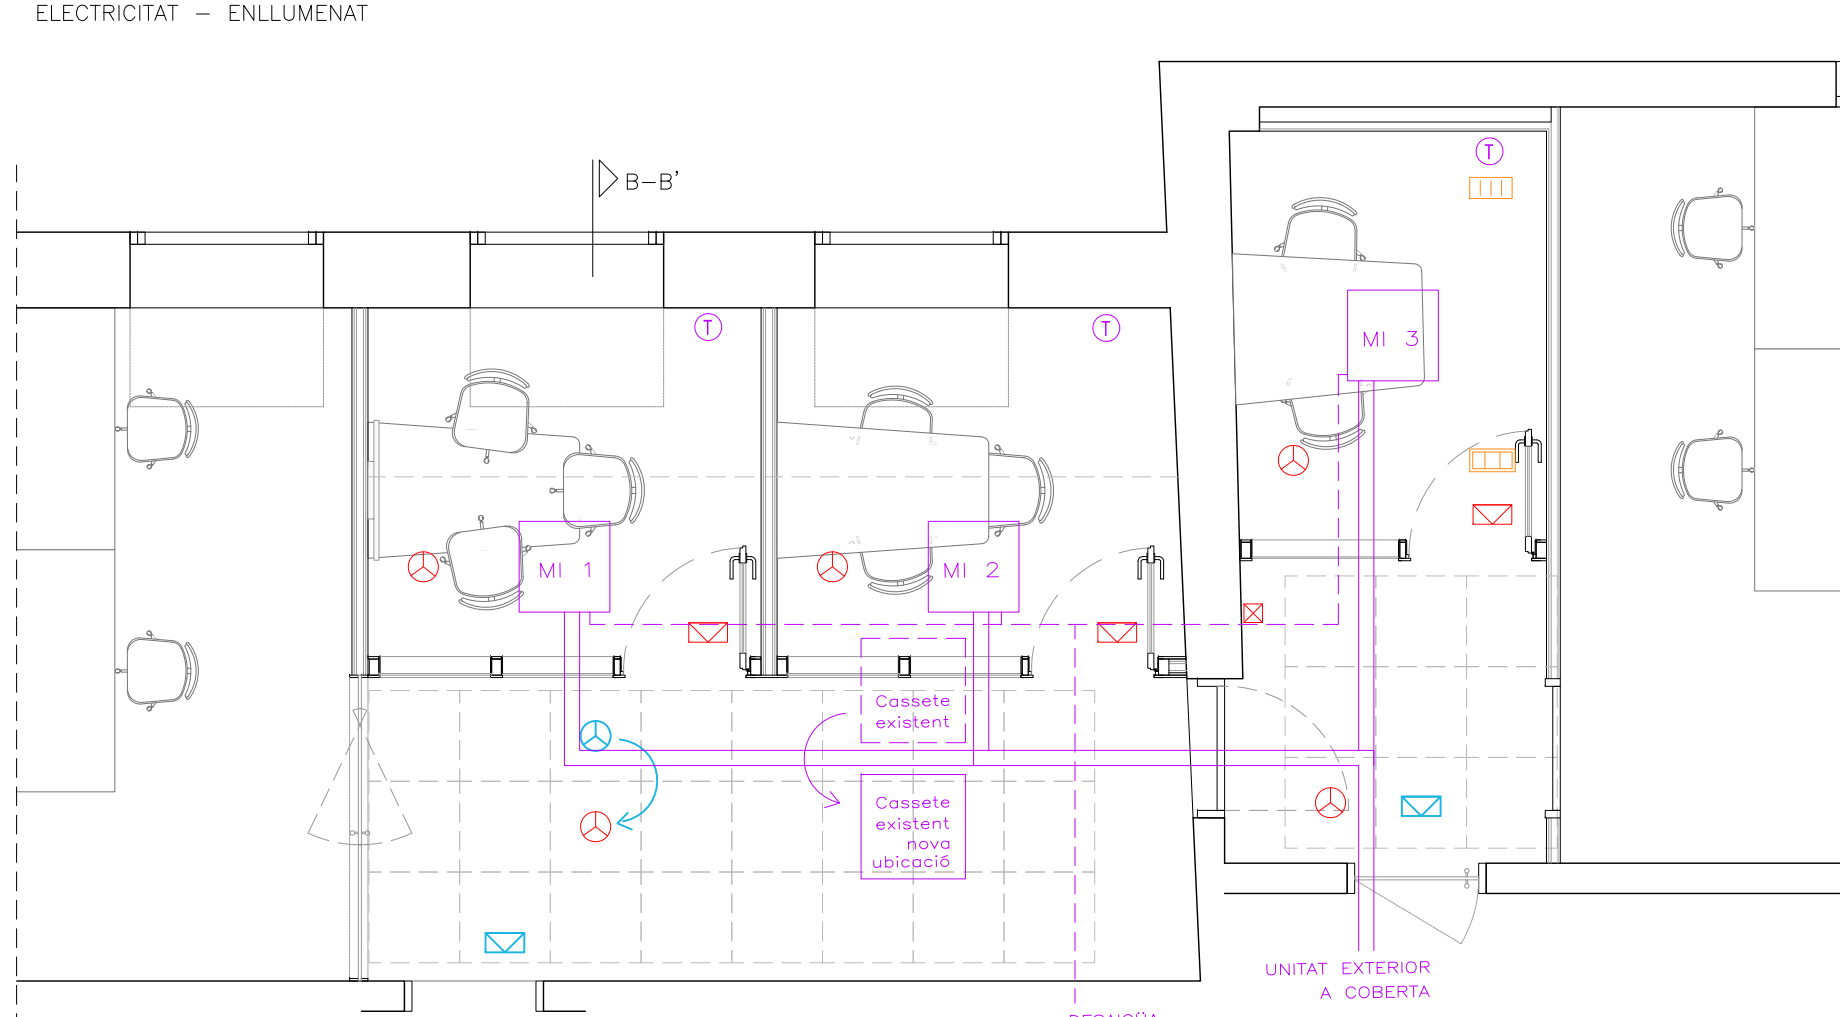 ELECTRICITAT – ENLLUMENAT
B–B'
T
T
T
MI 3
MI 1
MI 2
Cassete
existent
Cassete
existent
nova
ubicació
UNITAT EXTERIOR
A COBERTA